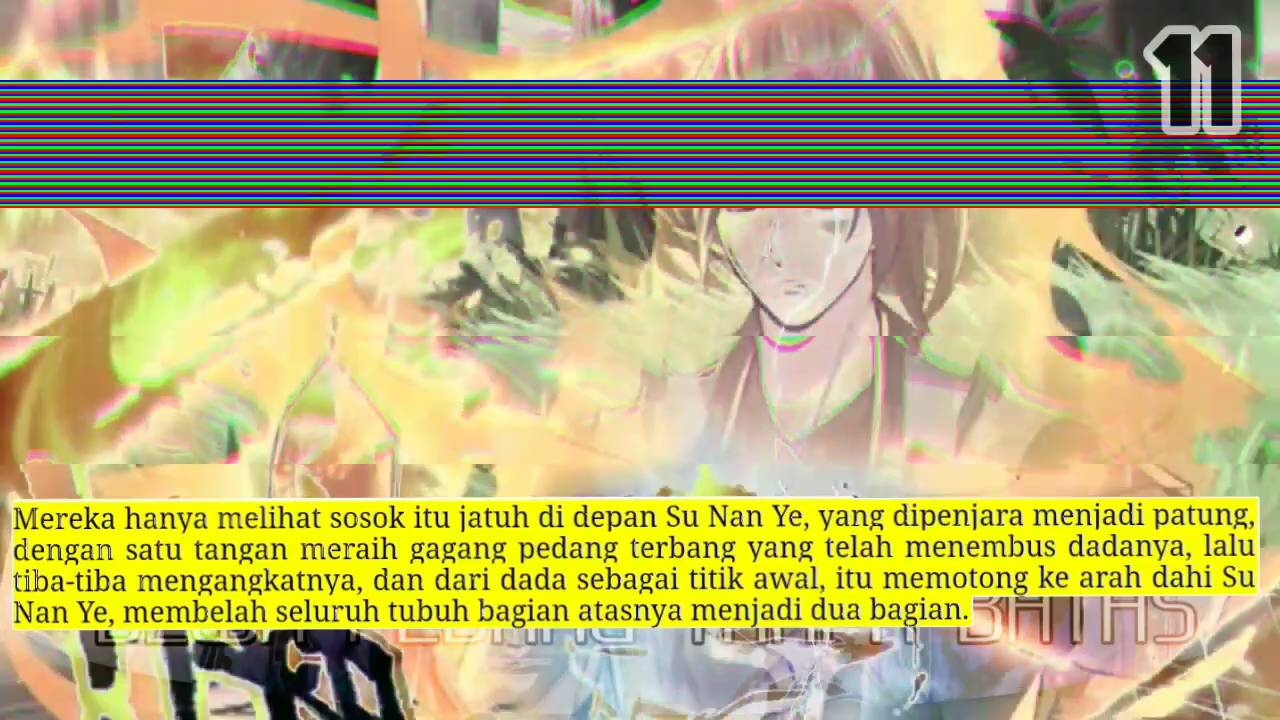 11
Mereka hanya melihat sosok itu jatuh di depan Su Nan Ye, yang dipenjara menjadi patung,
dengan satu tangan meraih gagang pedang terbang yang telah menembus dadanya, lalu
tiba-tiba mengangkatnya, dan dari dada sebagai titik awal, itu memotong ke arah dahi Su
Nan Ye, membelah seluruh tubuh bagian atasnya menjadi dua bagian.